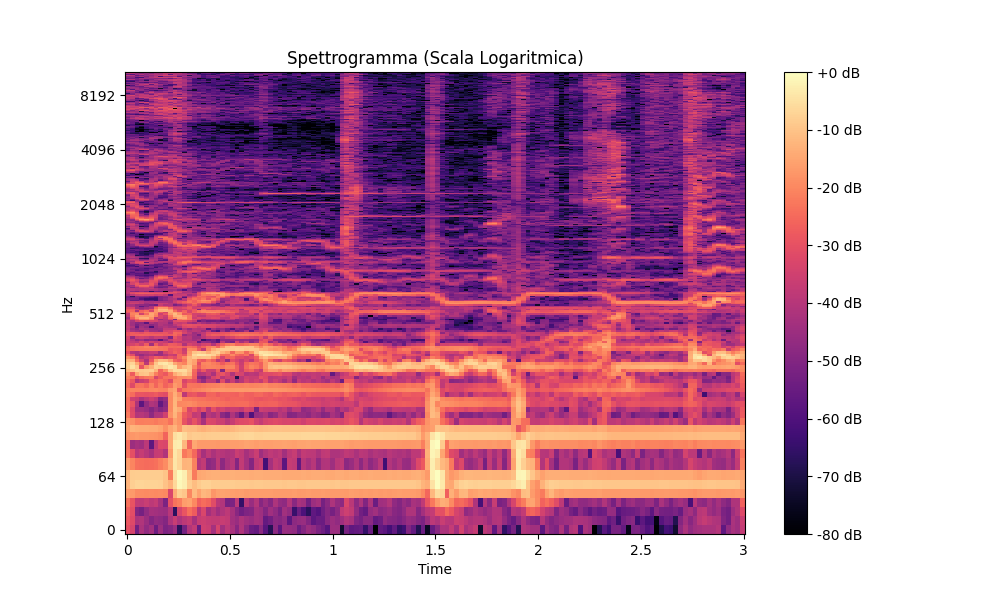 Spettrogramma (Scala Logaritmica)
Hz
8192
4096
2048
1024
512
256
128
64
0
0
0.5
1
1.5
2
2.5
3
Time
+0 dB
-10 dB
-20 dB
-30 dB
-40 dB
-50 dB
-60 dB
-70 dB
-80 dB